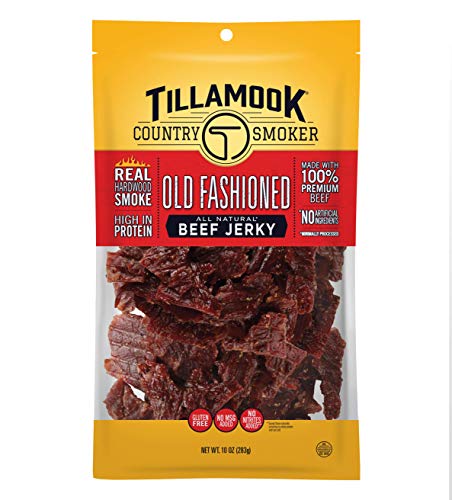 TILLAMOOK®
COUNTRY SMOKER
REAL
HARDWOOD
SMOKE
HIGH IN
PROTEIN
OLD FASHIONED
ALL NATURAL*
BEEF JERKY
MADE WITH
100%
PREMIUM
BEEF
*NO ARTIFICIAL
INGREDIENTS
*MINIMALLY PROCESSED
GLUTEN
FREE
NO MSG
ADDED
NO
NITRITES
ADDED
NET WT. 10 OZ (283g)